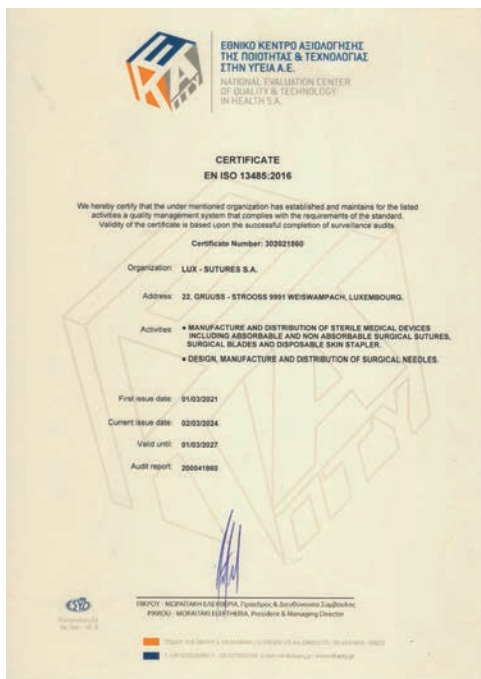 ΕΘΝΙΚΟ ΚΕΝΤΡΟ ΑΞΙΟΛΟΓΗΣΗΣ
ΤΗΣ ΠΟΙΟΤΗΤΑΣ & ΤΕΧΝΟΛΟΓΙΑΣ
ΣΤΗΝ ΥΓΕΙΑ Α.Ε.
NATIONAL EVALUATION CENTER
OF QUALITY & TECHNOLOGY
IN HEALTH S.A.
CERTIFICATE
EN ISO 13485:2016
We hereby certify that the under mentioned organization has established and maintains for the listed
activities a quality management system that complies with the requirements of the standard.
Validity of the certificate is based upon the successful completion of surveillance audits.
Certificate Number: 302021860
Organization: LUX - SUTURES S.A.
Address: 22, GRUUSS - STROOSS 9991 WEISWAMPACH, LUXEMBOURG.
Activities: • MANUFACTURE AND DISTRIBUTION OF STERILE MEDICAL DEVICES
INCLUDING ABSORBABLE AND NON ABSORBABLE SURGICAL SUTURES,
SURGICAL BLADES AND DISPOSABLE SKIN STAPLER.
• DESIGN, MANUFACTURE AND DISTRIBUTION OF SURGICAL NEEDLES.
First issue date: 01/03/2021
Current issue date: 02/03/2024
Valid until: 01/03/2027
Audit report: 200041860
ΠΙΚΡΟΥ - ΜΩΡΑΪΤΑΚΗ ΕΛΕΥΘΕΡΙΑ, Πρόεδρος & Διευθύνουσα Σύμβουλος
PIKROU - MORAITAKI ELEFTHERIA, President & Managing Director